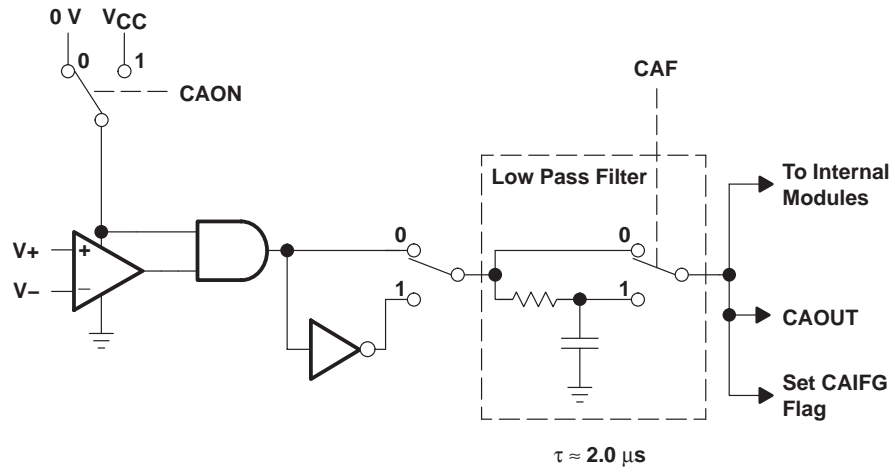 0 V VCC
0 1
CAON
CAF
Low Pass Filter
To Internal
Modules
V+
+
V−
−
0
1
0
1
CAOUT
Set CAIFG
Flag
τ ≈ 2.0 μs